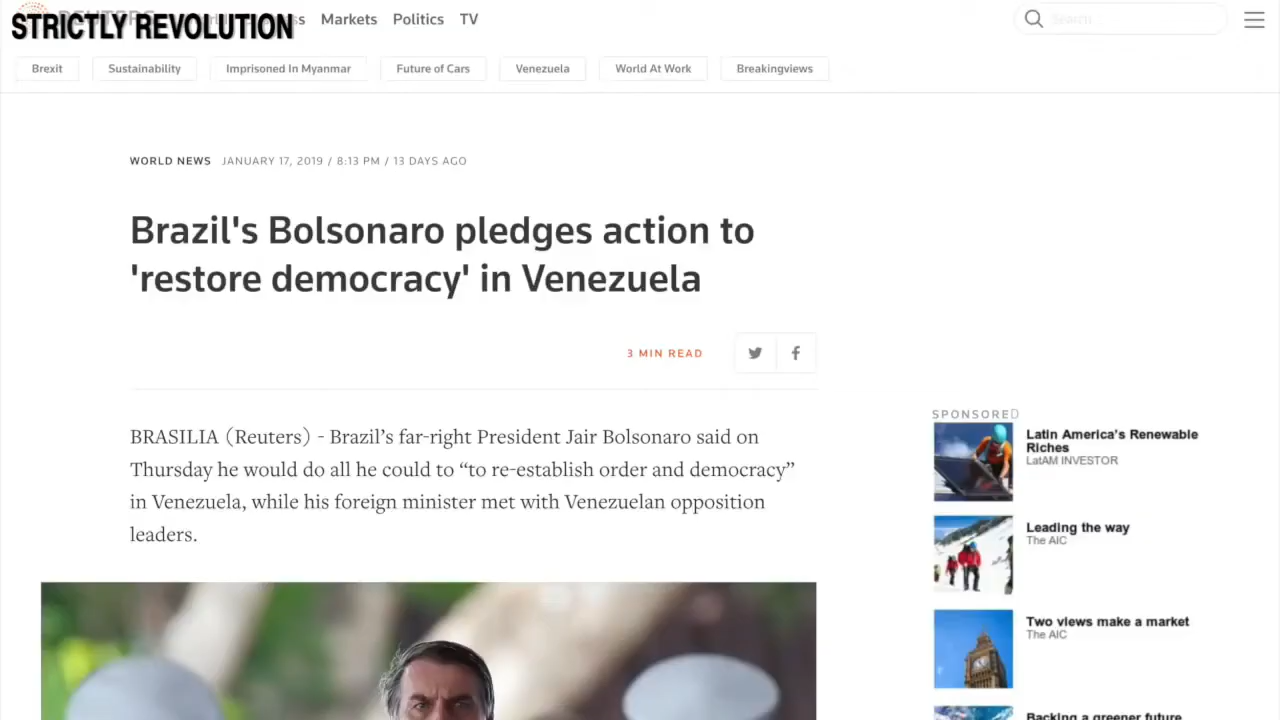 STRICTLY REVOLUTION
Markets
Politics
TV
Search...
Brexit
Sustainability
Imprisoned In Myanmar
Future of Cars
Venezuela
World At Work
Breakingviews
WORLD NEWS
JANUARY 17, 2019 / 8:13 PM / 13 DAYS AGO
Brazil's Bolsonaro pledges action to
'restore democracy' in Venezuela
3 MIN READ
BRASILIA (Reuters) - Brazil’s far-right President Jair Bolsonaro said on
Thursday he would do all he could to “to re-establish order and democracy”
in Venezuela, while his foreign minister met with Venezuelan opposition
leaders.
SPONSORED
Latin America's Renewable
Riches
LatAM INVESTOR
Leading the way
The AIC
Two views make a market
The AIC
Backing a greener future